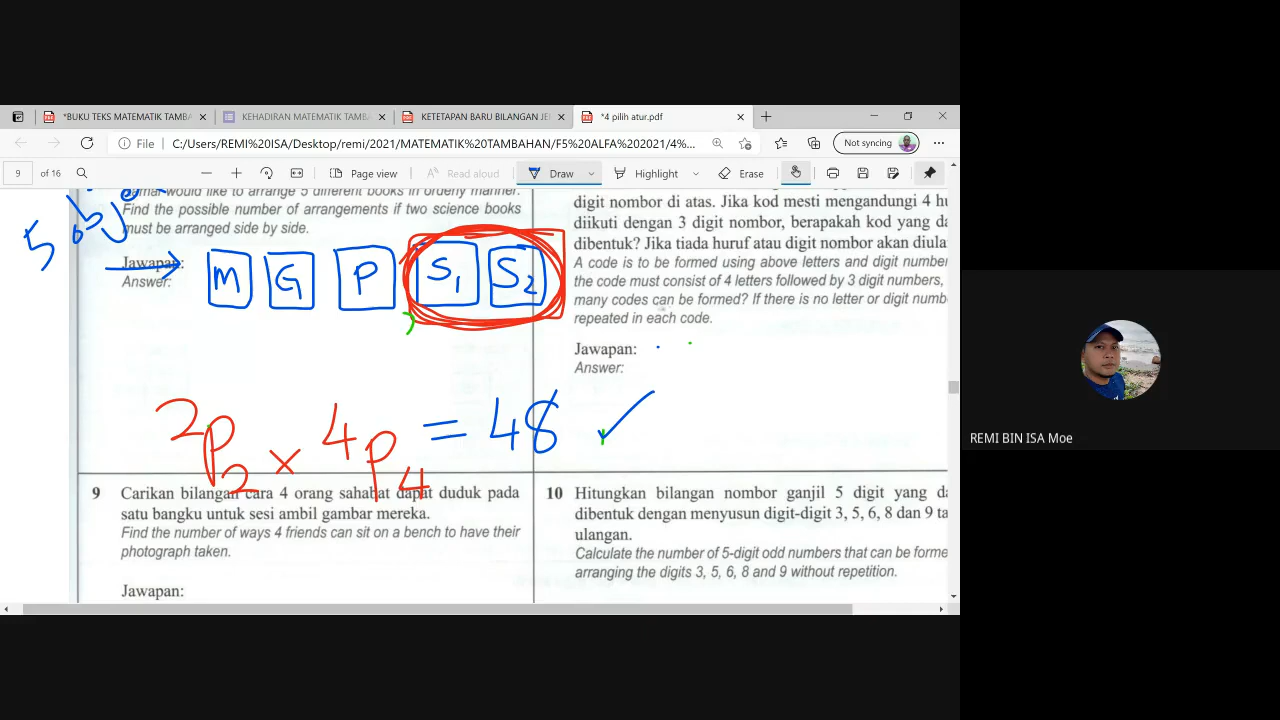 *BUKU TEKS MATEMATIK TAMBA
KEHADIRAN MATEMATIK TAMBA
KETETAPAN BARU BILANGAN JE
*4 pilih atur.pdf
File C:/Users/REMI%20ISA/Desktop/remi/2021/MATEMATIK%20TAMBAHAN/F5%20ALFA%202021/4%... Not syncing
9 of 16 Page view Read aloud Draw Highlight Erase
would like to arrange 5 different books in orderly manner.
Find the possible number of arrangements if two science books
must be arranged side by side.
5 obj
Jawapan:
Answer:
M G P S1 S2
2P2 × 4P4 = 48 ✓
digit nombor di atas. Jika kod mesti mengandungi 4 hu
diikuti dengan 3 digit nombor, berapakah kod yang da
dibentuk? Jika tiada huruf atau digit nombor akan diula
A code is to be formed using above letters and digit number
the code must consist of 4 letters followed by 3 digit numbers,
many codes can be formed? If there is no letter or digit numb
repeated in each code.
Jawapan:
Answer:
9 Carikan bilangan cara 4 orang sahabat dapat duduk pada
satu bangku untuk sesi ambil gambar mereka.
Find the number of ways 4 friends can sit on a bench to have their
photograph taken.
Jawapan:
10 Hitungkan bilangan nombor ganjil 5 digit yang da
dibentuk dengan menyusun digit-digit 3, 5, 6, 8 dan 9 ta
ulangan.
Calculate the number of 5-digit odd numbers that can be forme
arranging the digits 3, 5, 6, 8 and 9 without repetition.
REMI BIN ISA Moe